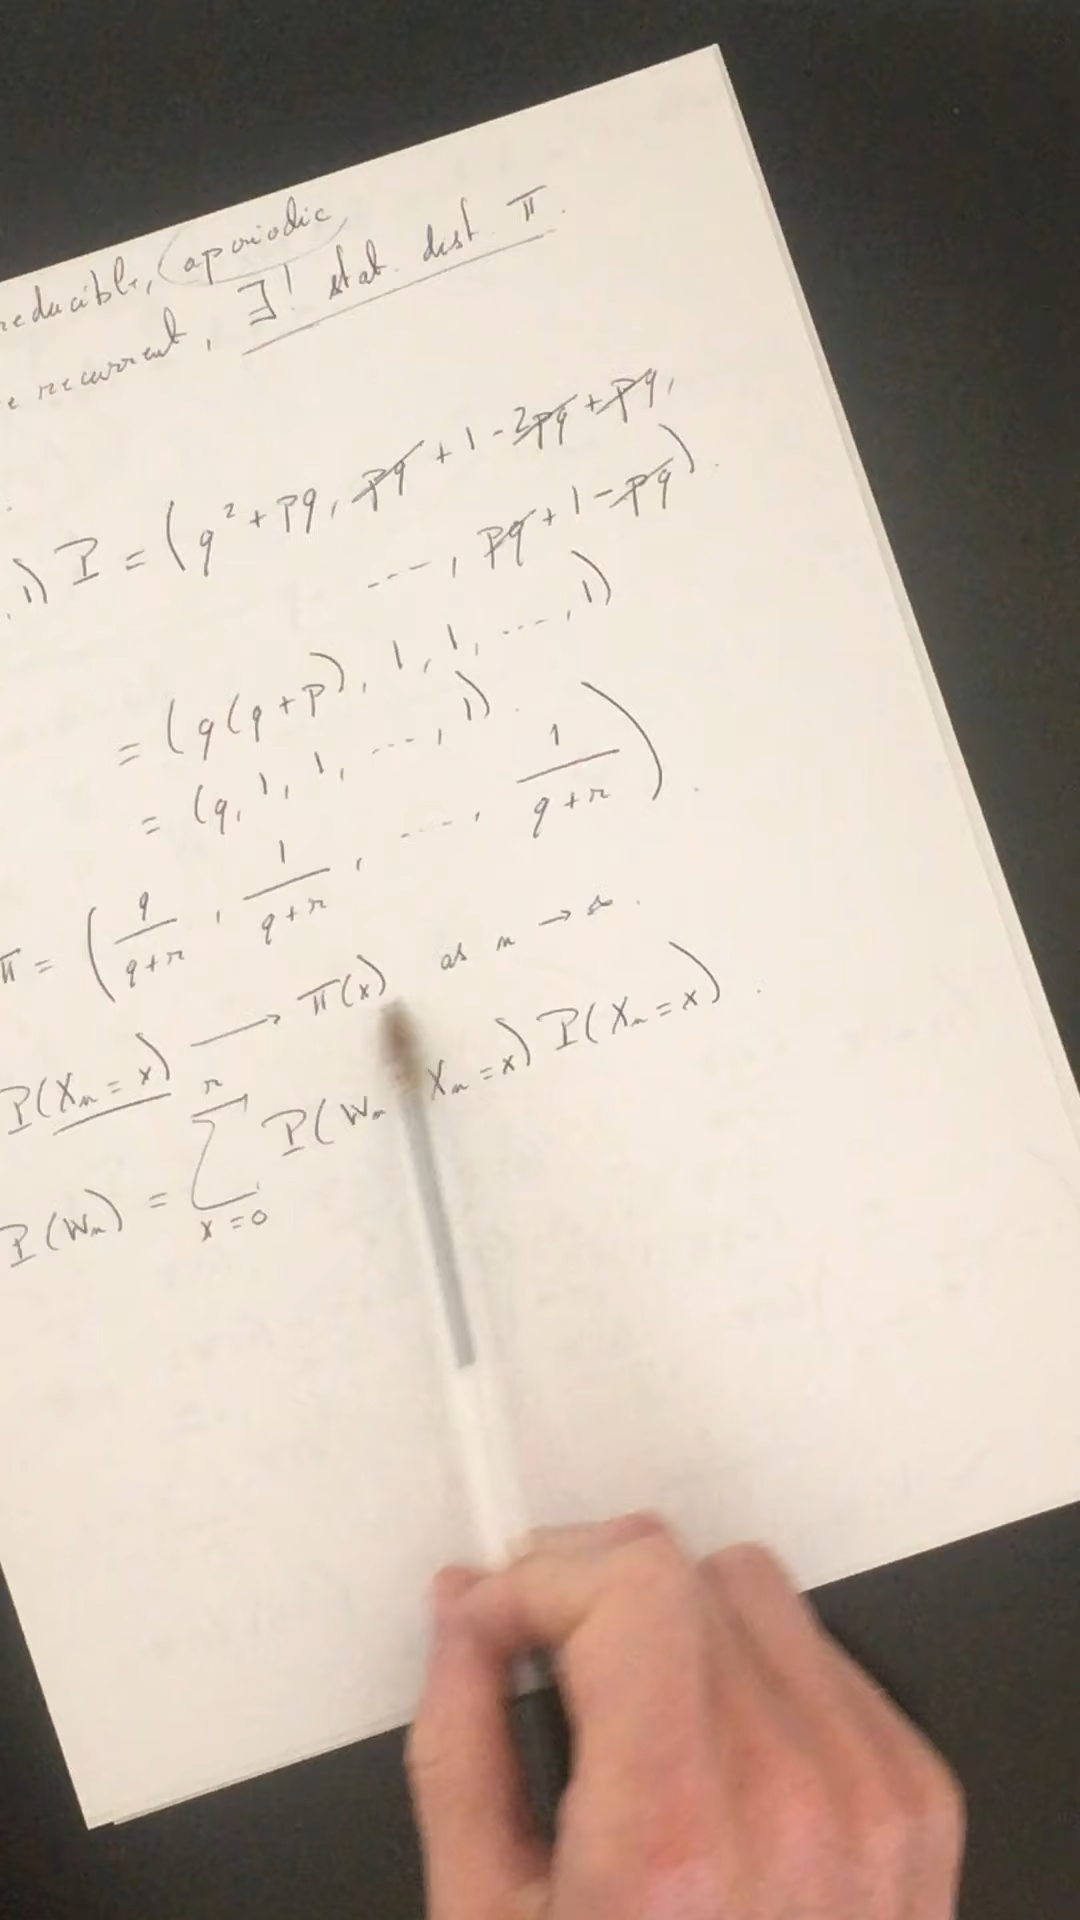 reducible, aperiodic
e recurrent, ∃! stat. dist. π.
, 1) P = (q² + pq, pq + 1 - 2pq + pq,
---, pq + 1 - pq).
= (q(q+p), 1, 1, ---, 1)
= (q, 1, 1, ---, 1).
π = (q/(q+r), 1/(q+r), ---, 1/(q+r)).
P(Xn = x) → π(x) as n → ∞.
P(Wn) = Σ_{x=0}^{r} P(Wn Xn = x) P(Xn = x).